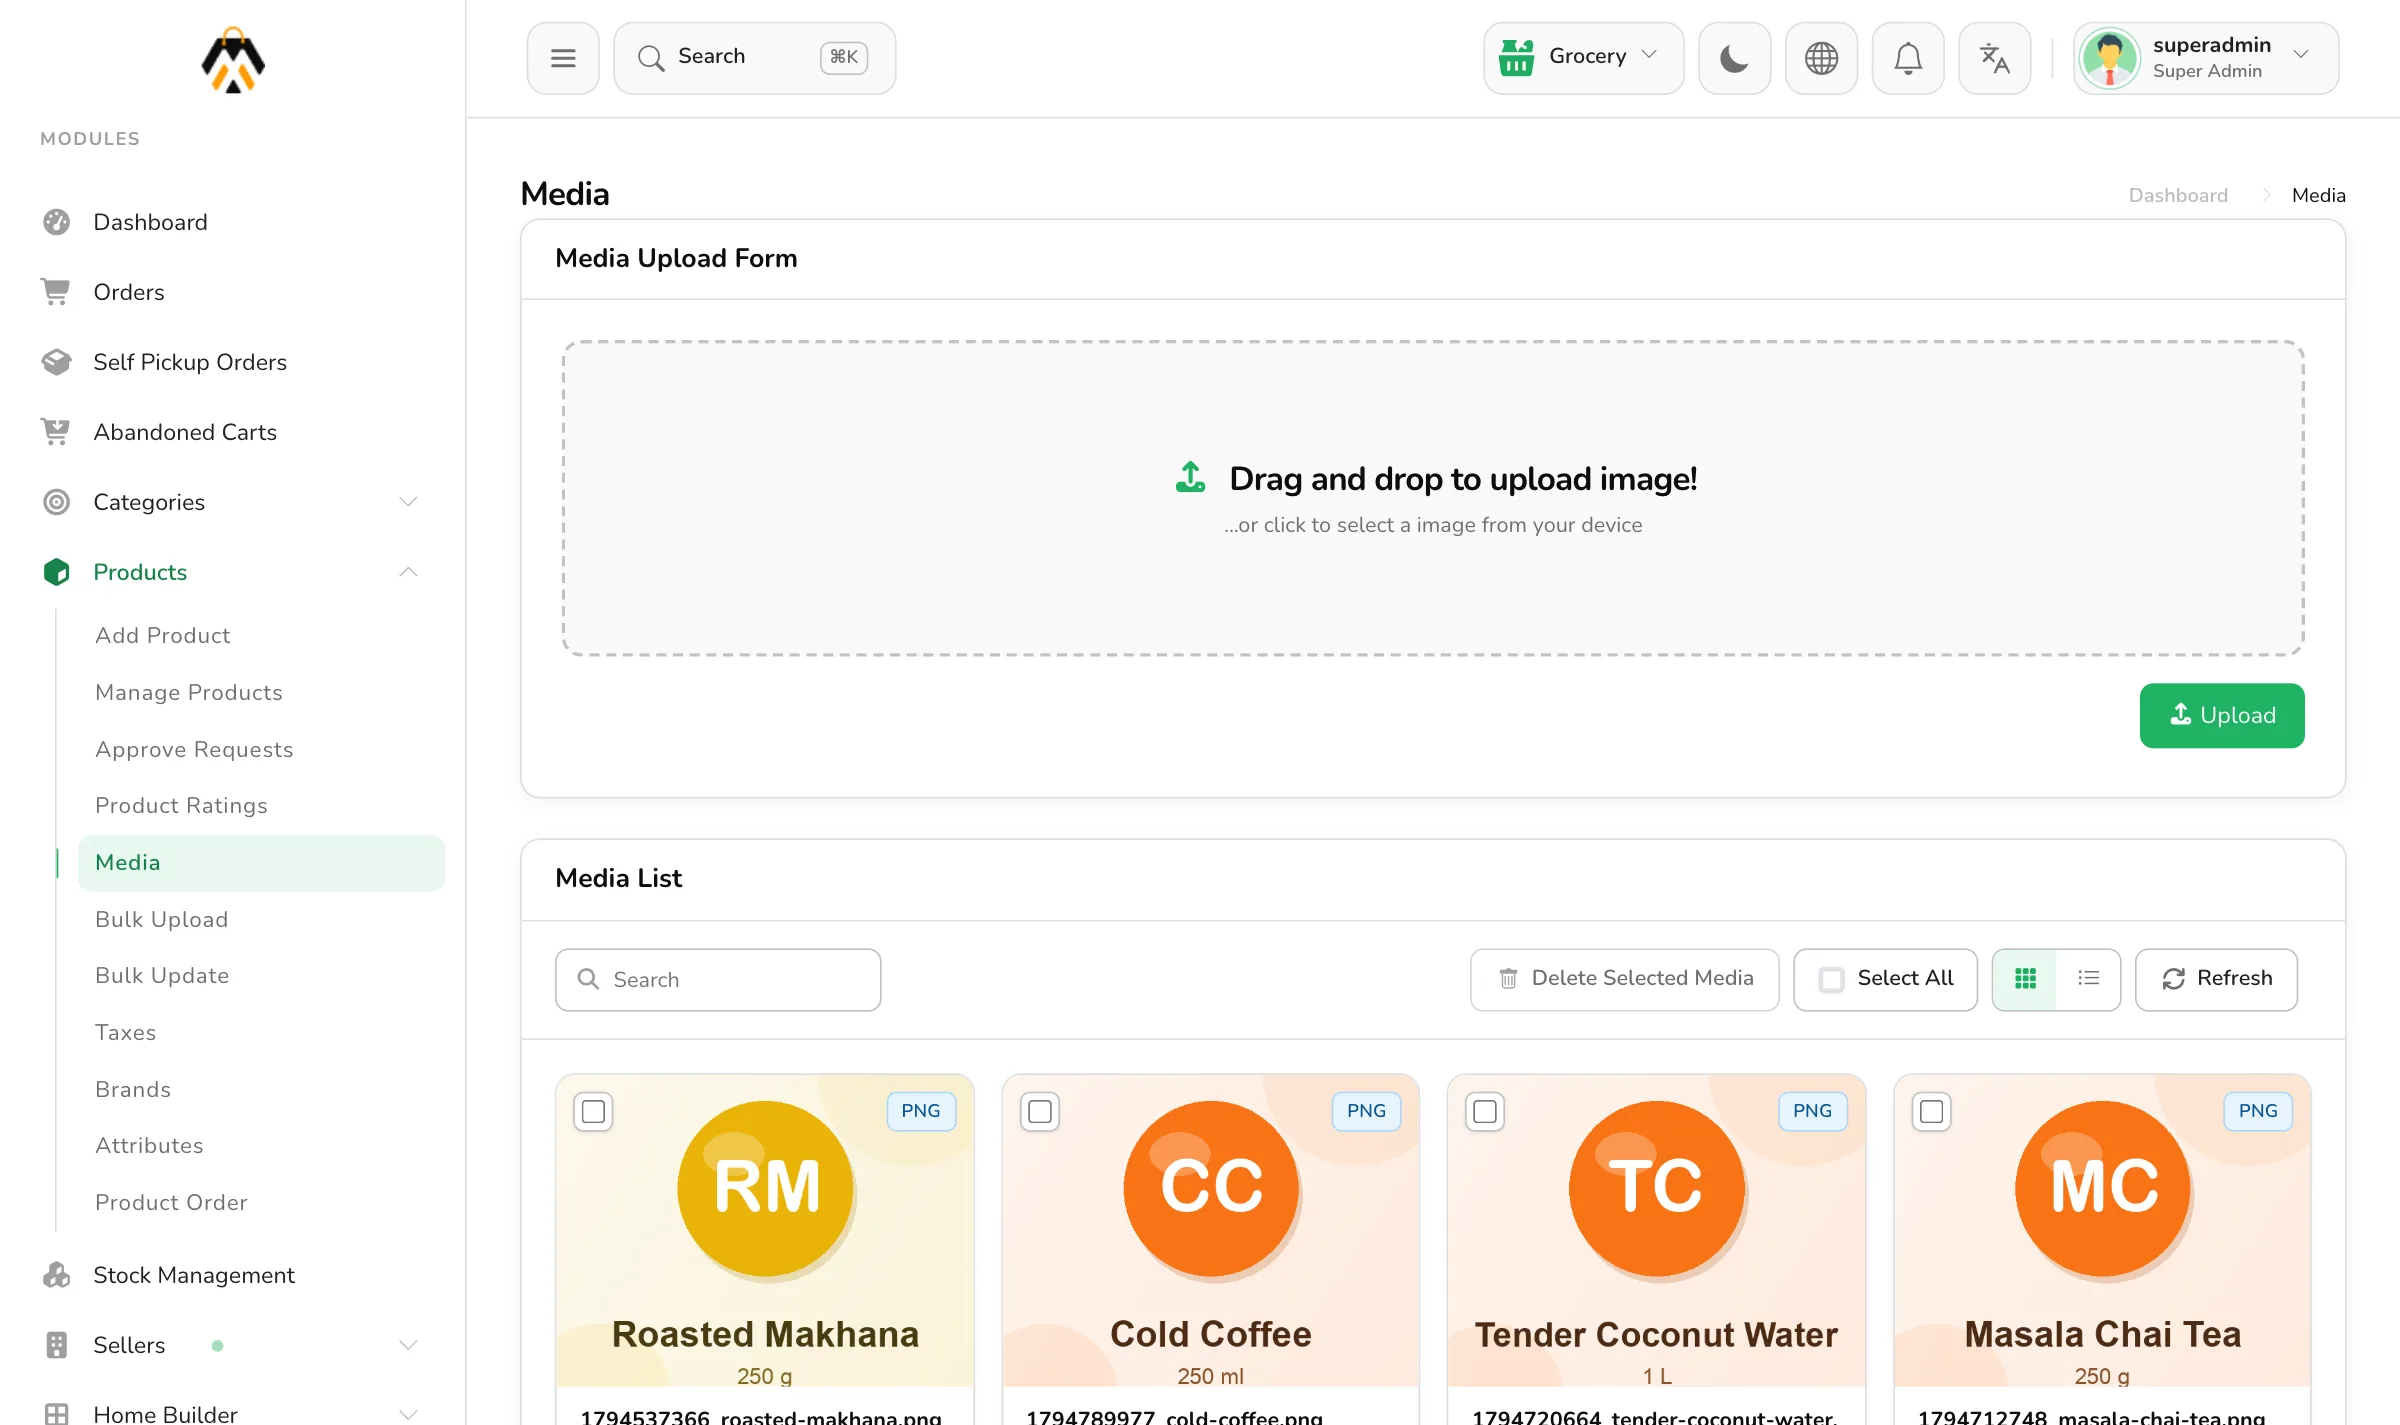 MODULES
Dashboard
Orders
Self Pickup Orders
Abandoned Carts
Categories
Products
Add Product
Manage Products
Approve Requests
Product Ratings
Media
Bulk Upload
Bulk Update
Taxes
Brands
Attributes
Product Order
Stock Management
Sellers
Home Builder
Search ⌘K
Grocery
superadmin
Super Admin
Media
Dashboard Media
Media Upload Form
Drag and drop to upload image!
...or click to select a image from your device
Upload
Media List
Search
Delete Selected Media
Select All
Refresh
PNG
RM
Roasted Makhana
250 g
1794537366_roasted-makhana.png
PNG
CC
Cold Coffee
250 ml
1794789977_cold-coffee.png
PNG
TC
Tender Coconut Water
1 L
1794720664_tender-coconut-water.
PNG
MC
Masala Chai Tea
250 g
1794712748_masala-chai-tea.png